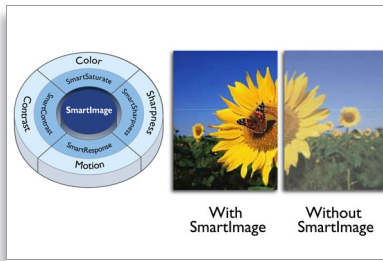 Color
SmartSaturate
Contrast
SmartContrast
SmartImage
SmartSharpness
Sharpness
SmartResponse
Motion
With
SmartImage
Without
SmartImage